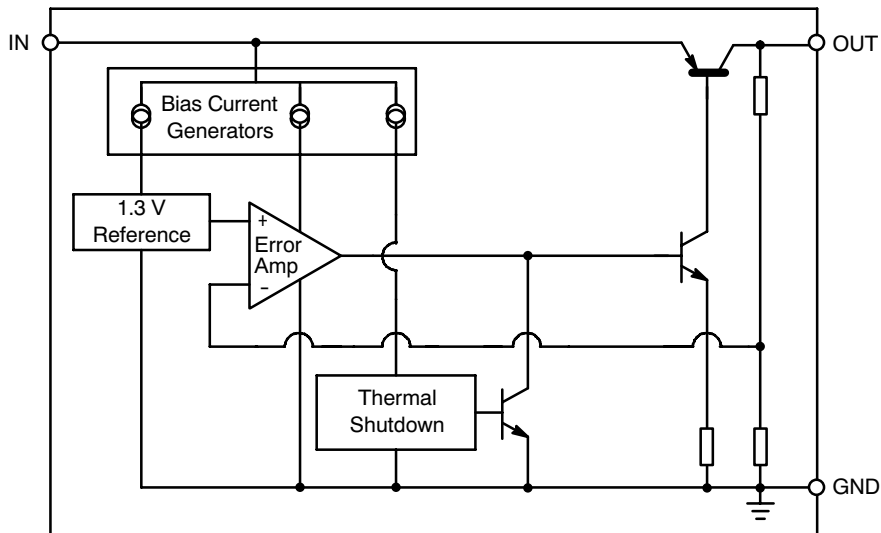 IN
OUT
Bias Current
Generators
1.3 V
Reference
+
Error
Amp
-
Thermal
Shutdown
GND